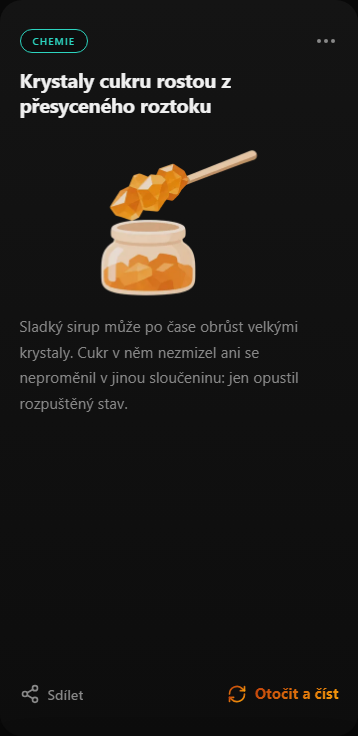 CHEMIE
Krystaly cukru rostou z
přesyceného roztoku
Sladký sirup může po čase obrůst velkými
krystaly. Cukr v něm nezmizel ani se
neproměnil v jinou sloučeninu: jen opustil
rozpuštěný stav.
Sdílet
Otočit a číst